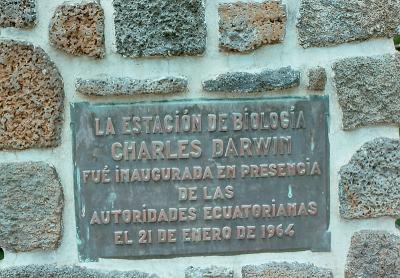 LA ESTACIÓN DE BIOLOGIA
CHARLES DARWIN
FUÉ INAUGURADA EN PRESENCIA
DE LAS
AUTORIDADES ECUATORIANAS
EL 21 DE ENERO DE 1964